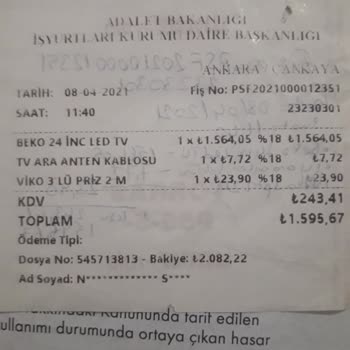 ADALET BAKANLIGI
İŞYURTLARI KURUMU DAİRE BAŞKANLIĞI
ANKARA ÇANKAYA
TARİH: 08-04-2021 Fiş No: PSF2021000012351
SAAT: 11:40 23230301
BEKO 24 İNC LED TV 1 x ₺1.564,05 %18 ₺1.564,05
TV ARA ANTEN KABLOSU 1 x ₺7,72 %18 ₺7,72
VİKO 3 LÜ PRİZ 2 M 1 x ₺23,90 %18 ₺23,90
KDV ₺243,41
TOPLAM ₺1.595,67
Ödeme Tipi:
Dosya No: 545713813 - Bakiye: ₺2.082,22
Ad Soyad: N************ S****
Kanununda tarif edilen
ullanımı durumunda ortaya çıkan hasar